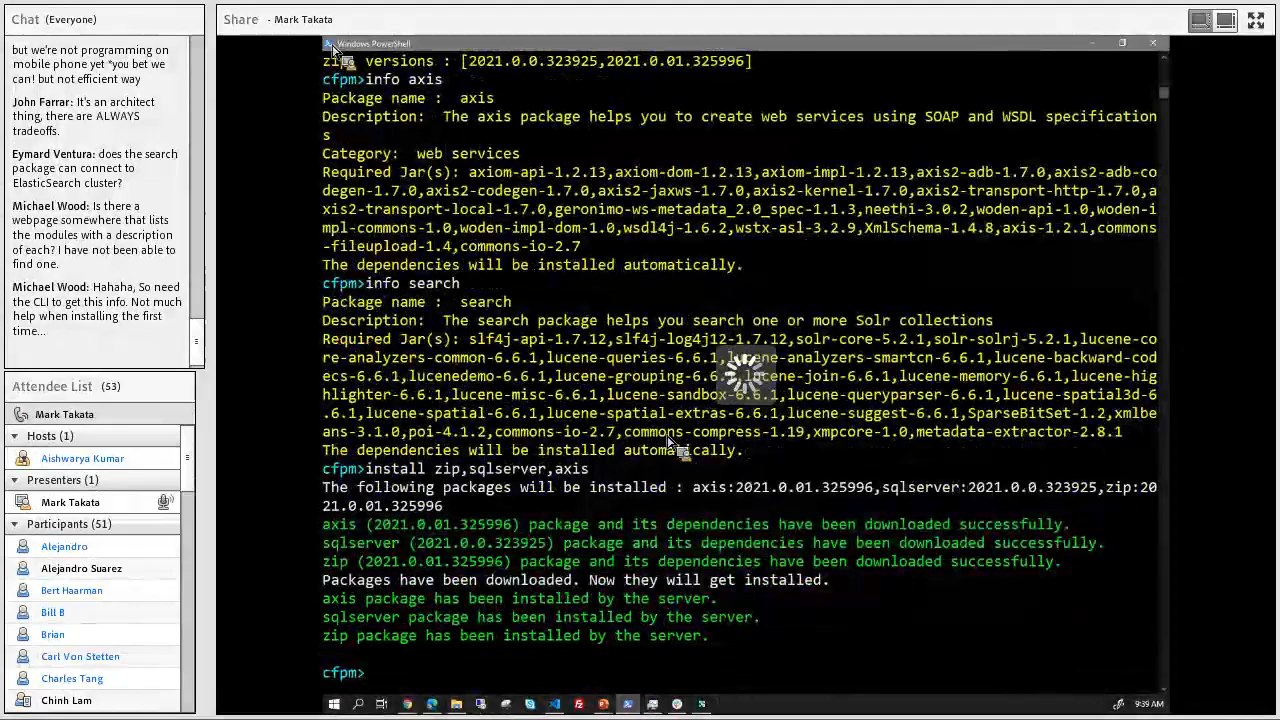 Chat (Everyone)
but we're not programming on
mobile phone yet *you bet we
can! but not efficient way
John Farrar: It's an architect
thing, there are ALWAYS
tradeoffs.
Eymard Ventura: does the search
package can connect to
ElasticSearch cluster?
Michael Wood: Is there a
webpage somewhere that lists
the modules with a description
of each? I have not been able to
find one.
Michael Wood: Hahaha, So need
the CLI to get this info. Not much
help when installing the first
time...
Attendee List (53)
Mark Takata
Hosts (1)
Aishwarya Kumar
Presenters (1)
Mark Takata
Participants (51)
Alejandro
Alejandro Suarez
Bert Haarman
Bill B
Brian
Carl Von Stetten
Charles Tang
Chinh Lam
Share - Mark Takata
Windows PowerShell
zip versions : [2021.0.0.323925,2021.0.01.325996]
cfpm>info axis
Package name : axis
Description: The axis package helps you to create web services using SOAP and WSDL specification
s
Category: web services
Required Jar(s): axiom-api-1.2.13,axiom-dom-1.2.13,axiom-impl-1.2.13,axis2-adb-1.7.0,axis2-adb-co
degen-1.7.0,axis2-codegen-1.7.0,axis2-jaxws-1.7.0,axis2-kernel-1.7.0,axis2-transport-http-1.7.0,a
xis2-transport-local-1.7.0,geronimo-ws-metadata_2.0_spec-1.1.3,neethi-3.0.2,woden-api-1.0,woden-i
mpl-commons-1.0,woden-impl-dom-1.0,wsdl4j-1.6.2,wstx-asl-3.2.9,XmlSchema-1.4.8,axis-1.2.1,commons
-fileupload-1.4,commons-io-2.7
The dependencies will be installed automatically.
cfpm>info search
Package name : search
Description: The search package helps you search one or more Solr collections
Required Jar(s): slf4j-api-1.7.12,slf4j-log4j12-1.7.12,solr-core-5.2.1,solr-solrj-5.2.1,lucene-co
re-analyzers-common-6.6.1,lucene-queries-6.6.1,lucene-analyzers-smartcn-6.6.1,lucene-backward-cod
ecs-6.6.1,lucenedemo-6.6.1,lucene-grouping-6.6.1,lucene-join-6.6.1,lucene-memory-6.6.1,lucene-hig
hlighter-6.6.1,lucene-misc-6.6.1,lucene-sandbox-6.6.1,lucene-queryparser-6.6.1,lucene-spatial3d-6
.6.1,lucene-spatial-6.6.1,lucene-spatial-extras-6.6.1,lucene-suggest-6.6.1,SparseBitSet-1.2,xmlbe
ans-3.1.0,poi-4.1.2,commons-io-2.7,commons-compress-1.19,xmpcore-1.0,metadata-extractor-2.8.1
The dependencies will be installed automatically.
cfpm>install zip,sqlserver,axis
The following packages will be installed : axis:2021.0.01.325996,sqlserver:2021.0.0.323925,zip:20
21.0.01.325996
axis (2021.0.01.325996) package and its dependencies have been downloaded successfully.
sqlserver (2021.0.0.323925) package and its dependencies have been downloaded successfully.
zip (2021.0.01.325996) package and its dependencies have been downloaded successfully.
Packages have been downloaded. Now they will get installed.
axis package has been installed by the server.
sqlserver package has been installed by the server.
zip package has been installed by the server.
cfpm>
9:39 AM